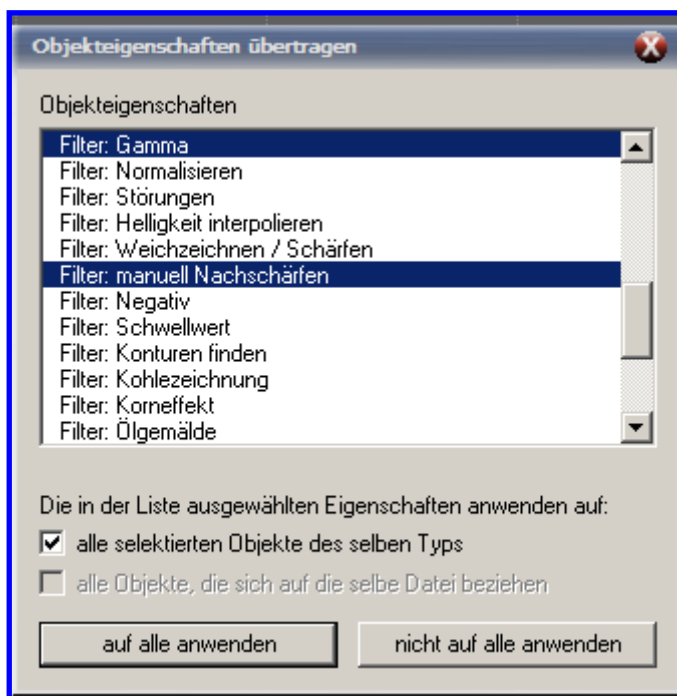 Objekteigenschaften übertragen
Objekteigenschaften
Filter: Gamma
Filter: Normalisieren
Filter: Störungen
Filter: Helligkeit interpolieren
Filter: Weichzeichnen / Schärfen
Filter: manuell Nachschärfen
Filter: Negativ
Filter: Schwellwert
Filter: Konturen finden
Filter: Kohlezeichnung
Filter: Korneffekt
Filter: Ölgemälde
Die in der Liste ausgewählten Eigenschaften anwenden auf:
alle selektierten Objekte des selben Typs
alle Objekte, die sich auf die selbe Datei beziehen
auf alle anwenden nicht auf alle anwenden